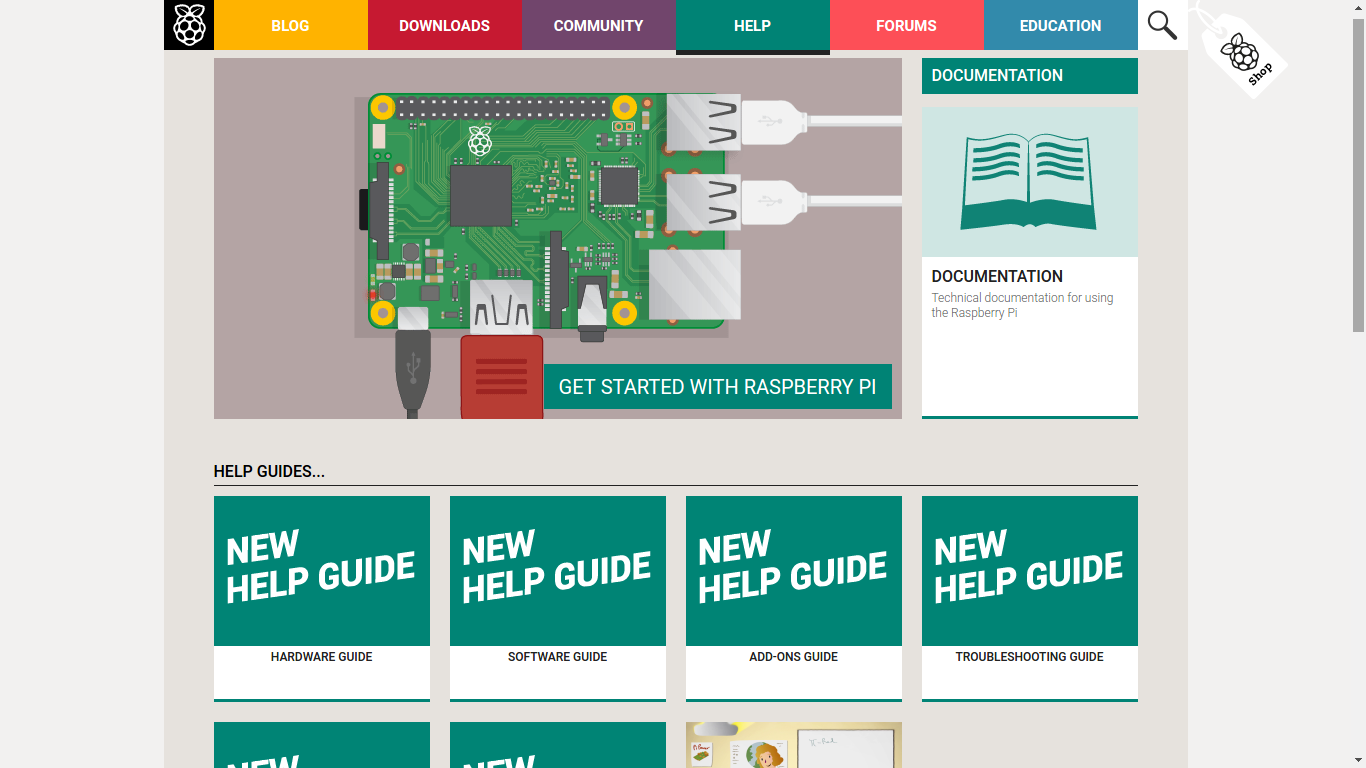 BLOG
DOWNLOADS
COMMUNITY
HELP
FORUMS
EDUCATION
shop
DOCUMENTATION
GET STARTED WITH RASPBERRY PI
DOCUMENTATION
Technical documentation for using
the Raspberry Pi
HELP GUIDES...
NEW
HELP GUIDE
HARDWARE GUIDE
NEW
HELP GUIDE
SOFTWARE GUIDE
NEW
HELP GUIDE
ADD-ONS GUIDE
NEW
HELP GUIDE
TROUBLESHOOTING GUIDE
NEW
NEW